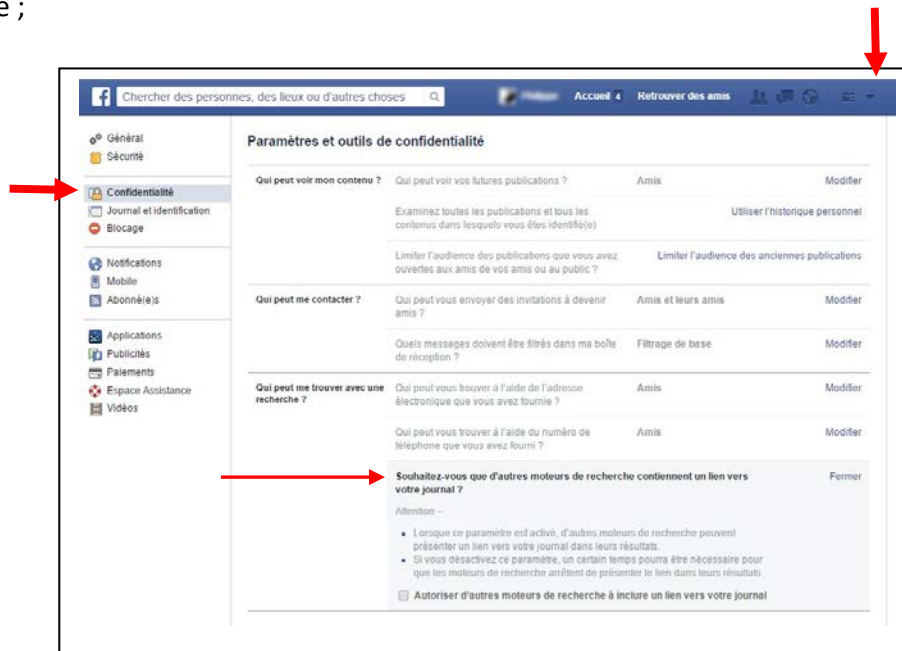 e ;
f Chercher des personnes, des lieux ou d'autres choses Accueil 4 Retrouver des amis
Général
Sécurité
Confidentialité
Journal et identification
Blocage
Notifications
Mobile
Abonné(e)s
Applications
Publicités
Paiements
Espace Assistance
Vidéos
Paramètres et outils de confidentialité
Qui peut voir mon contenu ? Qui peut voir vos futures publications ? Amis Modifier
Examinez toutes les publications et tous les Utiliser l'historique personnel
contenus dans lesquels vous êtes identifié(e)
Limiter l'audience des publications que vous avez Limiter l'audience des anciennes publications
ouvertes aux amis de vos amis ou au public ?
Qui peut me contacter ? Qui peut vous envoyer des invitations à devenir Amis et leurs amis Modifier
amis ?
Quels messages doivent être filtrés dans ma boîte Filtrage de base Modifier
de réception ?
Qui peut me trouver avec une Qui peut vous trouver à l'aide de l'adresse Amis Modifier
recherche ? électronique que vous avez fournie ?
Qui peut vous trouver à l'aide du numéro de Amis Modifier
téléphone que vous avez fourni ?
Souhaitez-vous que d'autres moteurs de recherche contiennent un lien vers Fermer
votre journal ?
Attention –
Lorsque ce paramètre est activé, d'autres moteurs de recherche peuvent
présenter un lien vers votre journal dans leurs résultats.
Si vous désactivez ce paramètre, un certain temps pourra être nécessaire pour
que les moteurs de recherche arrêtent de présenter le lien dans leurs résultats.
Autoriser d'autres moteurs de recherche à inclure un lien vers votre journal